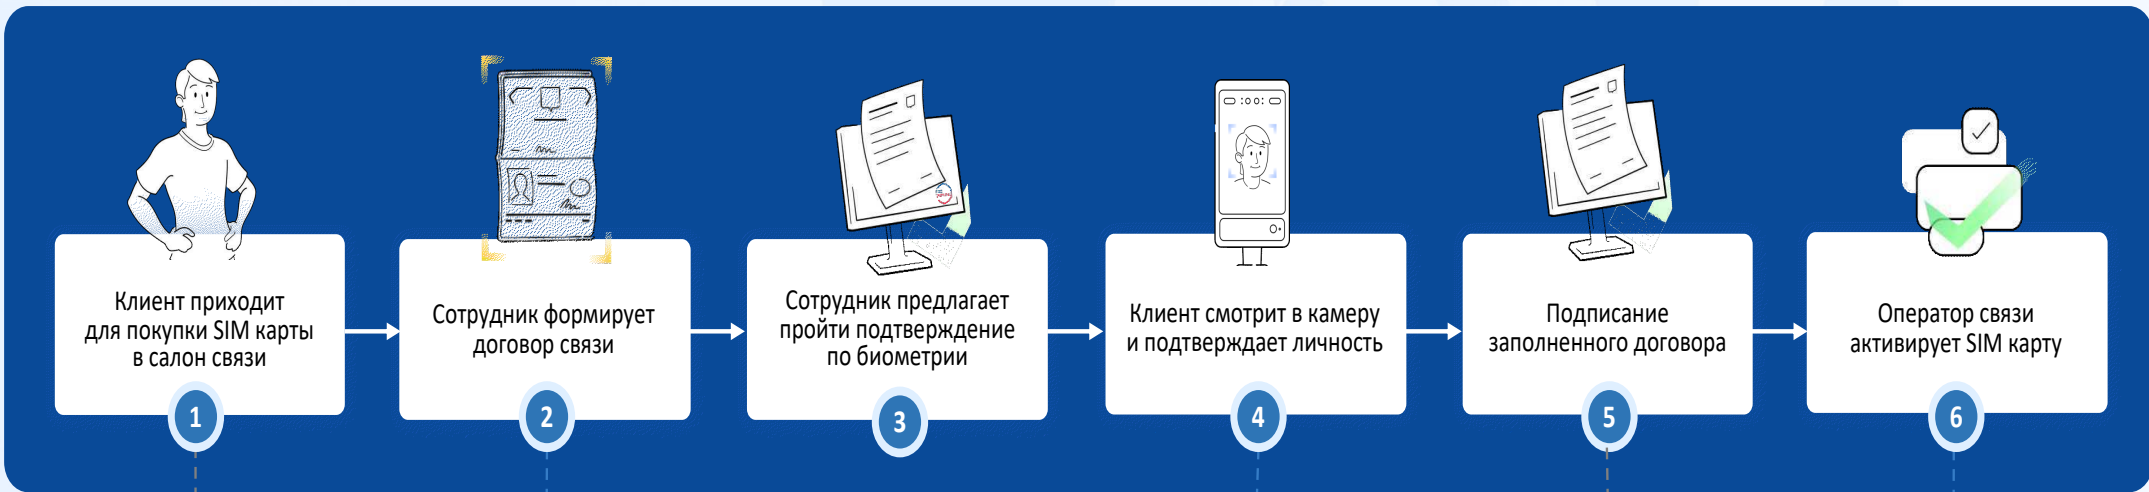 Клиент приходит
для покупки SIM карты
в салон связи
1
Сотрудник формирует
договор связи
2
Сотрудник предлагает
пройти подтверждение
по биометрии
3
Клиент смотрит в камеру
и подтверждает личность
4
Подписание
заполненного договора
5
Оператор связи
активирует SIM карту
6